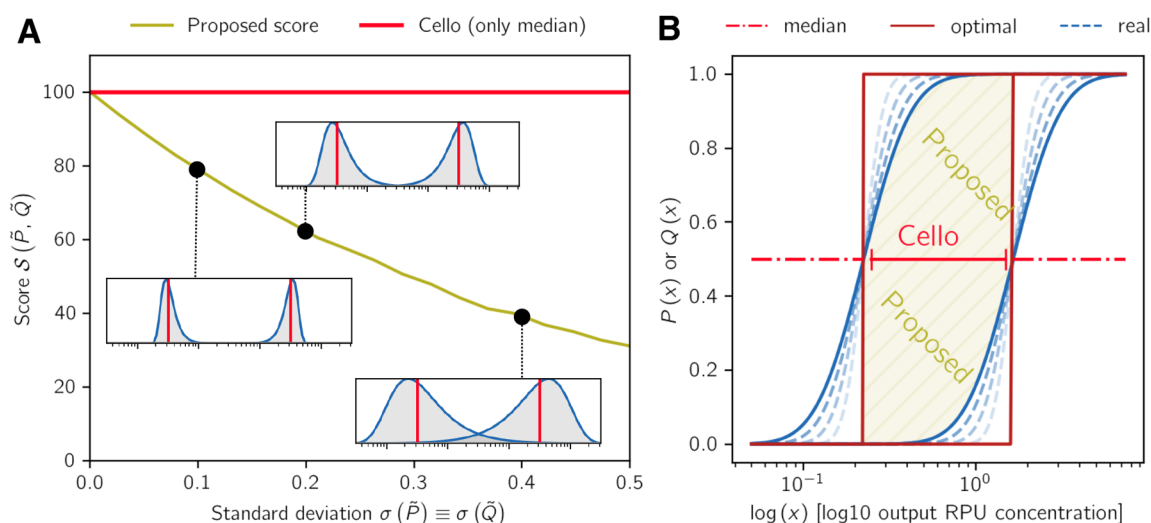 A
Proposed score
Cello (only median)
Score S (P̃, Q̃)
100
80
60
40
20
0
0.0 0.1 0.2 0.3 0.4 0.5
Standard deviation σ (P̃) ≡ σ (Q̃)
B
median
optimal
real
P (x) or Q (x)
1.0
0.8
0.6
0.4
0.2
0.0
Proposed
Cello
Proposed
10⁻¹ 10⁰
log (x) [log10 output RPU concentration]